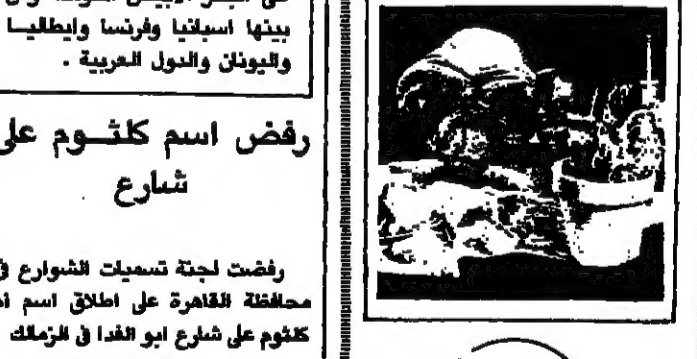 بينها اسبانيا وفرنسا وايطاليا
واليونان والدول العربية .
رفض اسم كلثوم على
شارع
رفضت لجنة تسميات الشوارع في
محافظة القاهرة على اطلاق اسم أم
كلثوم على شارع ابو الفدا في الزمالك